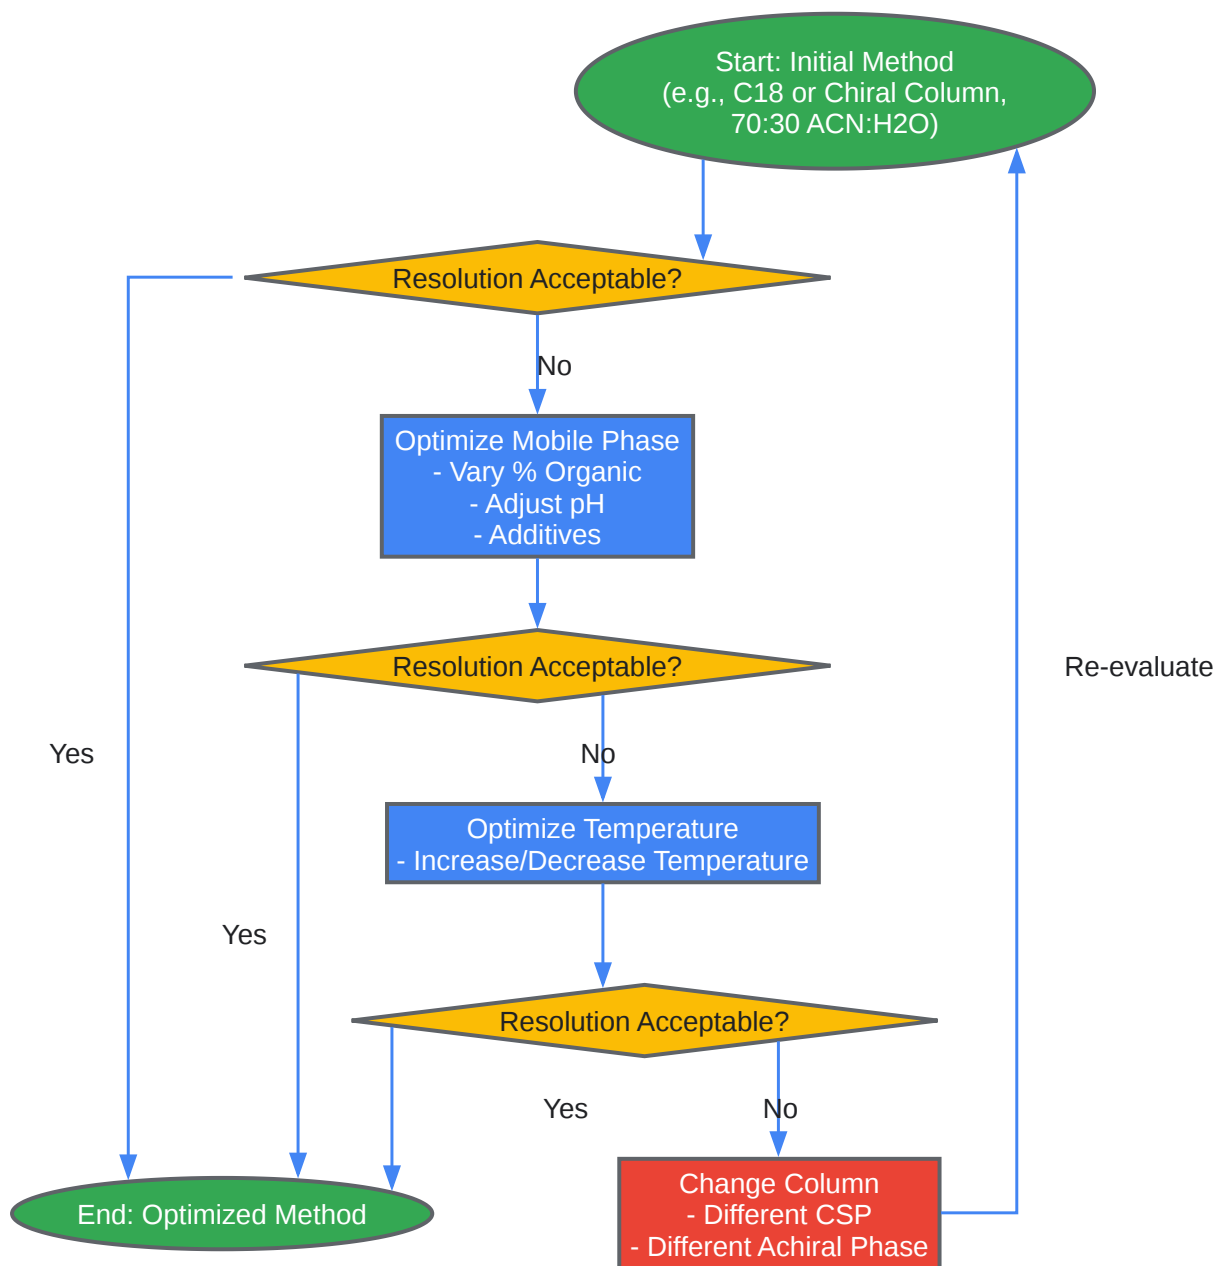 Start: Initial Method
(e.g., C18 or Chiral Column,
70:30 ACN:H2O)
Resolution Acceptable?
No
Optimize Mobile Phase
- Vary % Organic
- Adjust pH
- Additives
Resolution Acceptable?
Re-evaluate
Yes
No
Optimize Temperature
- Increase/Decrease Temperature
Yes
Resolution Acceptable?
Yes
No
Change Column
- Different CSP
- Different Achiral Phase
End: Optimized Method